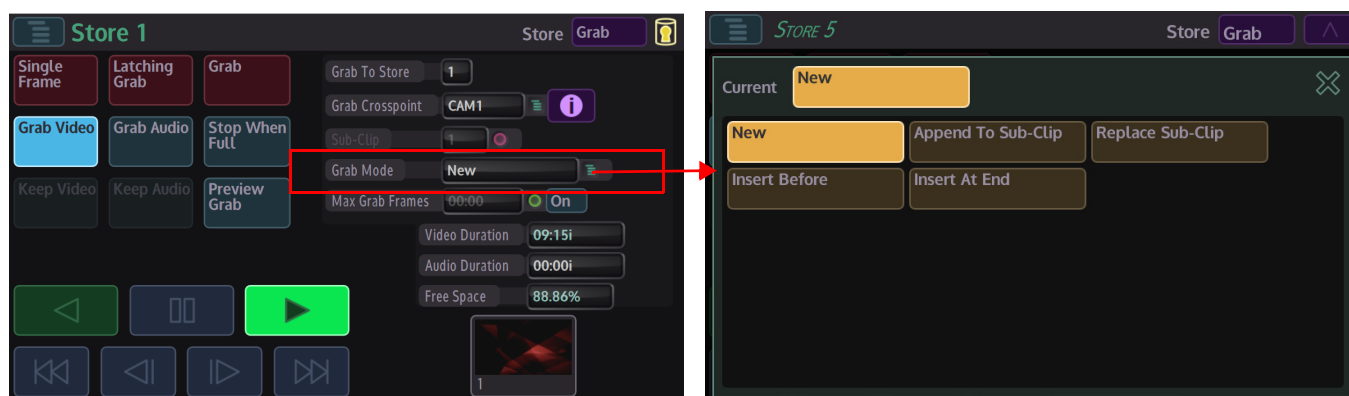 Store 1
Store Grab
Single Frame
Latching Grab
Grab
Grab To Store 1
Grab Crosspoint CAM1
Grab Video
Grab Audio
Stop When Full
Sub-Clip 1
Grab Mode New
Keep Video
Keep Audio
Preview Grab
Max Grab Frames 00:00 On
Video Duration 09:15i
Audio Duration 00:00i
Free Space 88.86%
1
STORE 5
Store Grab
Current New
New
Append To Sub-Clip
Replace Sub-Clip
Insert Before
Insert At End